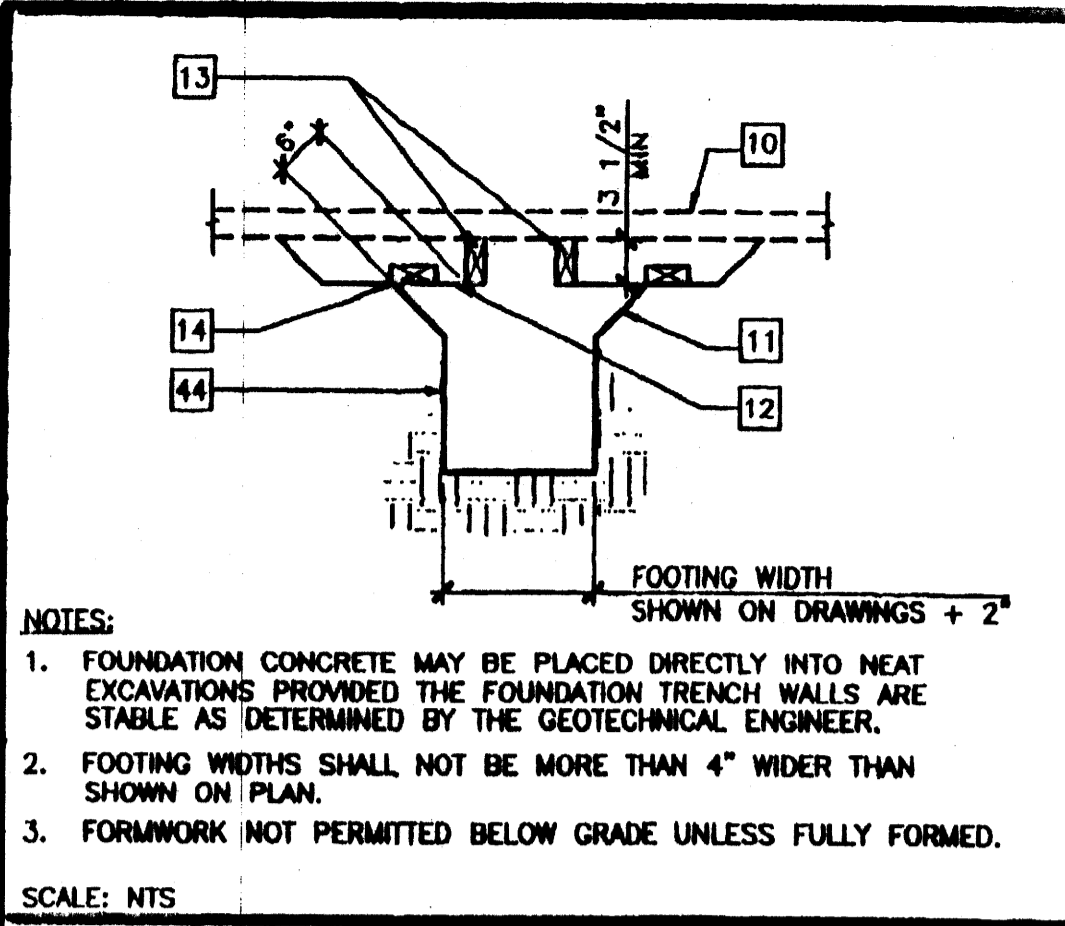 13
6"
3 1/2"
MIN
10
14
11
44
12
FOOTING WIDTH
SHOWN ON DRAWINGS + 2"
NOTES:
1. FOUNDATION CONCRETE MAY BE PLACED DIRECTLY INTO NEAT
EXCAVATIONS PROVIDED THE FOUNDATION TRENCH WALLS ARE
STABLE AS DETERMINED BY THE GEOTECHNICAL ENGINEER.
2. FOOTING WIDTHS SHALL NOT BE MORE THAN 4" WIDER THAN
SHOWN ON PLAN.
3. FORMWORK NOT PERMITTED BELOW GRADE UNLESS FULLY FORMED.
SCALE: NTS